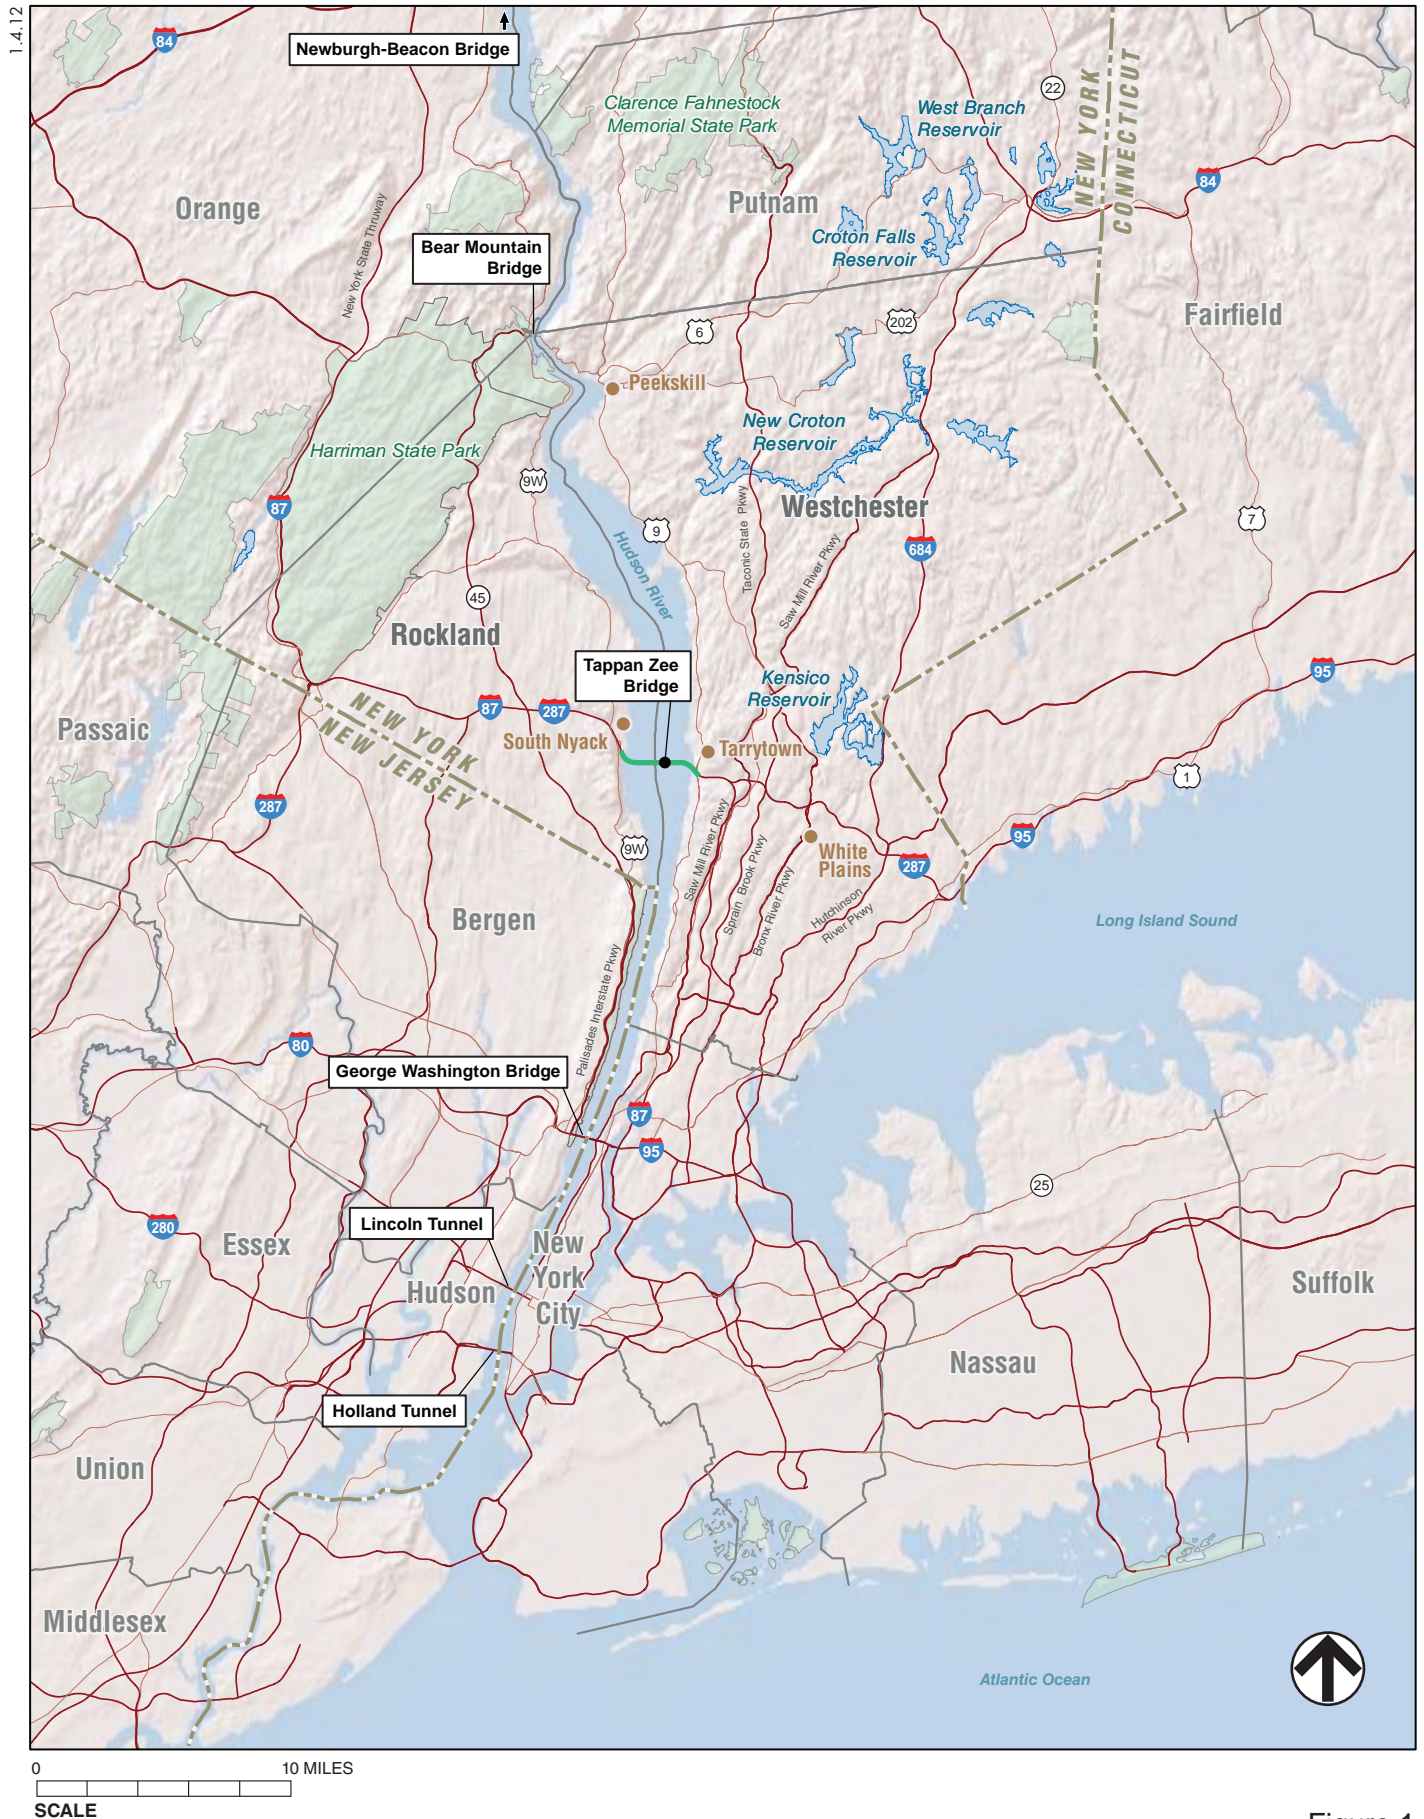 1.4.12
84
Newburgh-Beacon Bridge
Clarence Fahnestock
Memorial State Park
West Branch
Reservoir
22
NEW YORK
CONNECTICUT
84
Orange
New York State Thruway
Putnam
Croton Falls
Reservoir
Bear Mountain
Bridge
6
202
Fairfield
Peekskill
New Croton
Reservoir
Harriman State Park
9W
87
Westchester
9
7
Hudson River
Taconic State Pkwy
Saw Mill River Pkwy
684
45
Rockland
Tappan Zee
Bridge
Kensico
Reservoir
95
87
287
NEW YORK
NEW JERSEY
Passaic
South Nyack
Tarrytown
1
287
95
9W
White
Plains
287
Saw Mill River Pkwy
Sprain Brook Pkwy
Bronx River Pkwy
Hutchinson
River Pkwy
Bergen
Long Island Sound
Palisades Interstate Pkwy
80
George Washington Bridge
87
95
25
280
Lincoln Tunnel
Essex
New
York
City
Hudson
Suffolk
Nassau
Holland Tunnel
Union
Middlesex
Atlantic Ocean
0
10 MILES
SCALE